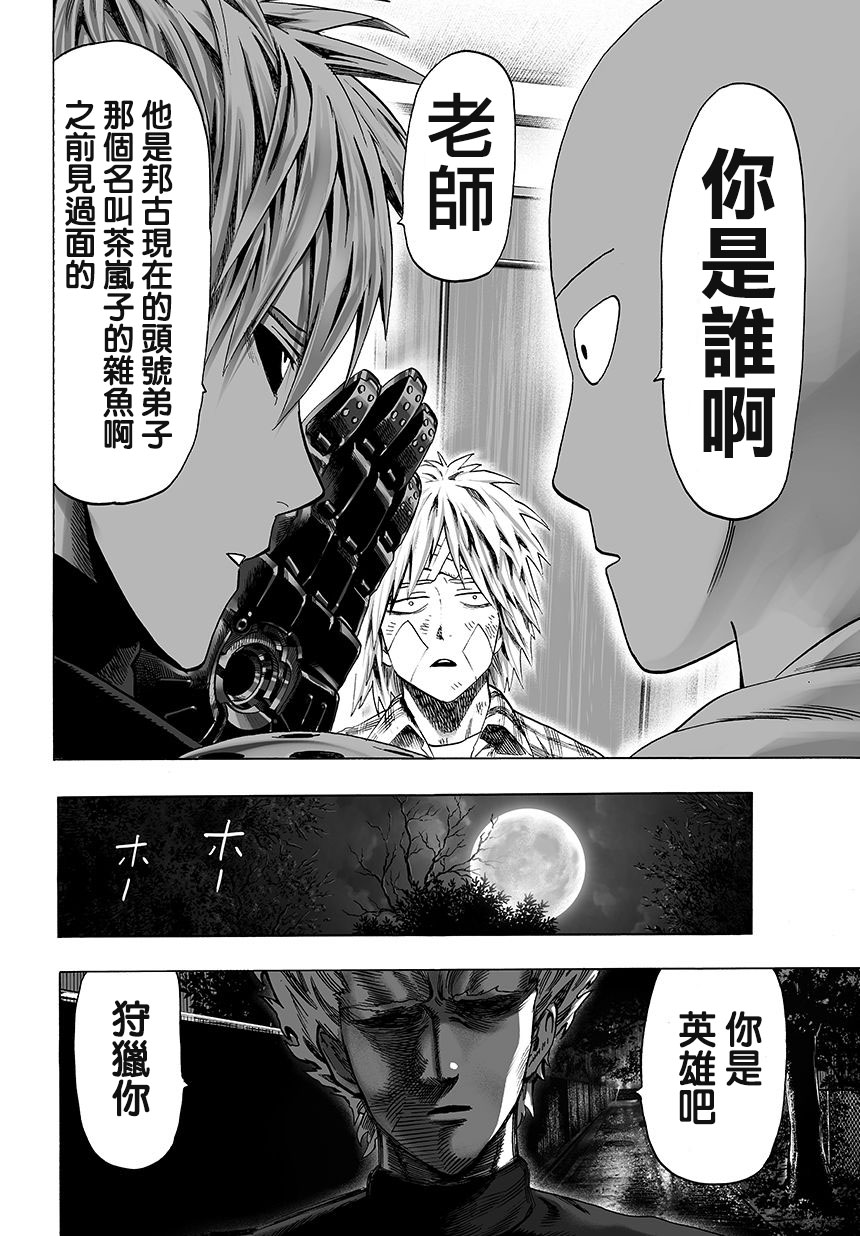 你是誰啊
老師
他是邦古現在的頭號弟子
那個名叫茶嵐子的雜魚啊
之前見過面的
ホー
ホー
你是
英雄吧
狩獵你